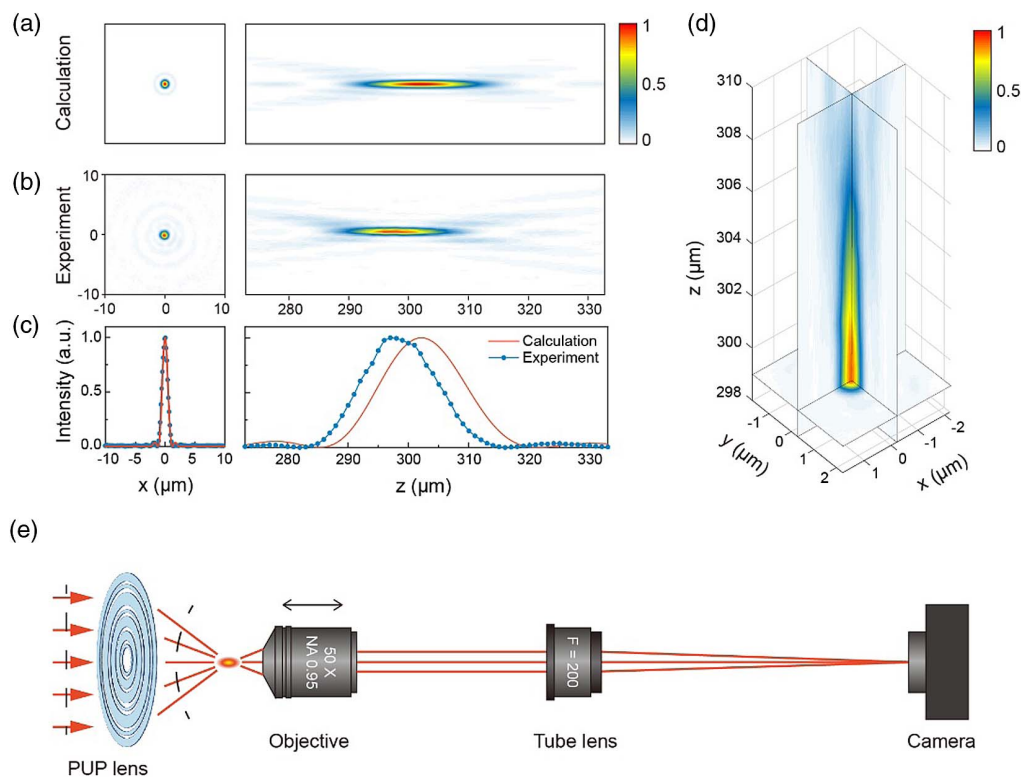 (a)
Calculation
1
0.5
0
(b)
Experiment
10
0
-10
-10
0
10
280
290
300
310
320
330
(c)
Intensity (a.u.)
1.0
0.5
0.0
-10
-5
0
5
10
x (µm)
Calculation
Experiment
280
290
300
310
320
330
z (µm)
(d)
1
0.5
0
310
308
306
304
302
300
298
z (µm)
-1
0
1
2
y (µm)
1
0
-1
-2
x (µm)
(e)
50 X
NA 0.95
F = 200
PUP lens
Objective
Tube lens
Camera